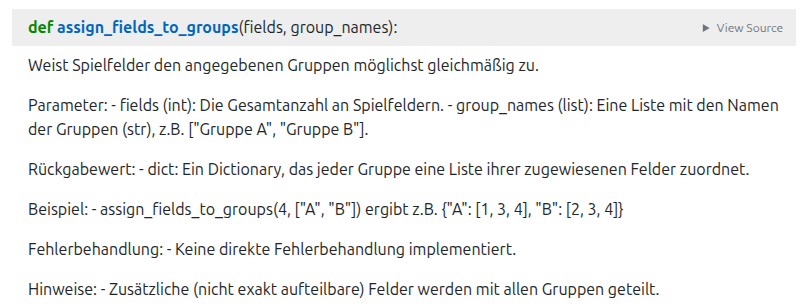 def assign_fields_to_groups(fields, group_names):
▶ View Source
Weist Spielfelder den angegebenen Gruppen möglichst gleichmäßig zu.
Parameter: - fields (int): Die Gesamtanzahl an Spielfeldern. - group_names (list): Eine Liste mit den Namen
der Gruppen (str), z.B. ["Gruppe A", "Gruppe B"].
Rückgabewert: - dict: Ein Dictionary, das jeder Gruppe eine Liste ihrer zugewiesenen Felder zuordnet.
Beispiel: - assign_fields_to_groups(4, ["A", "B"]) ergibt z.B. {"A": [1, 3, 4], "B": [2, 3, 4]}
Fehlerbehandlung: - Keine direkte Fehlerbehandlung implementiert.
Hinweise: - Zusätzliche (nicht exakt aufteilbare) Felder werden mit allen Gruppen geteilt.